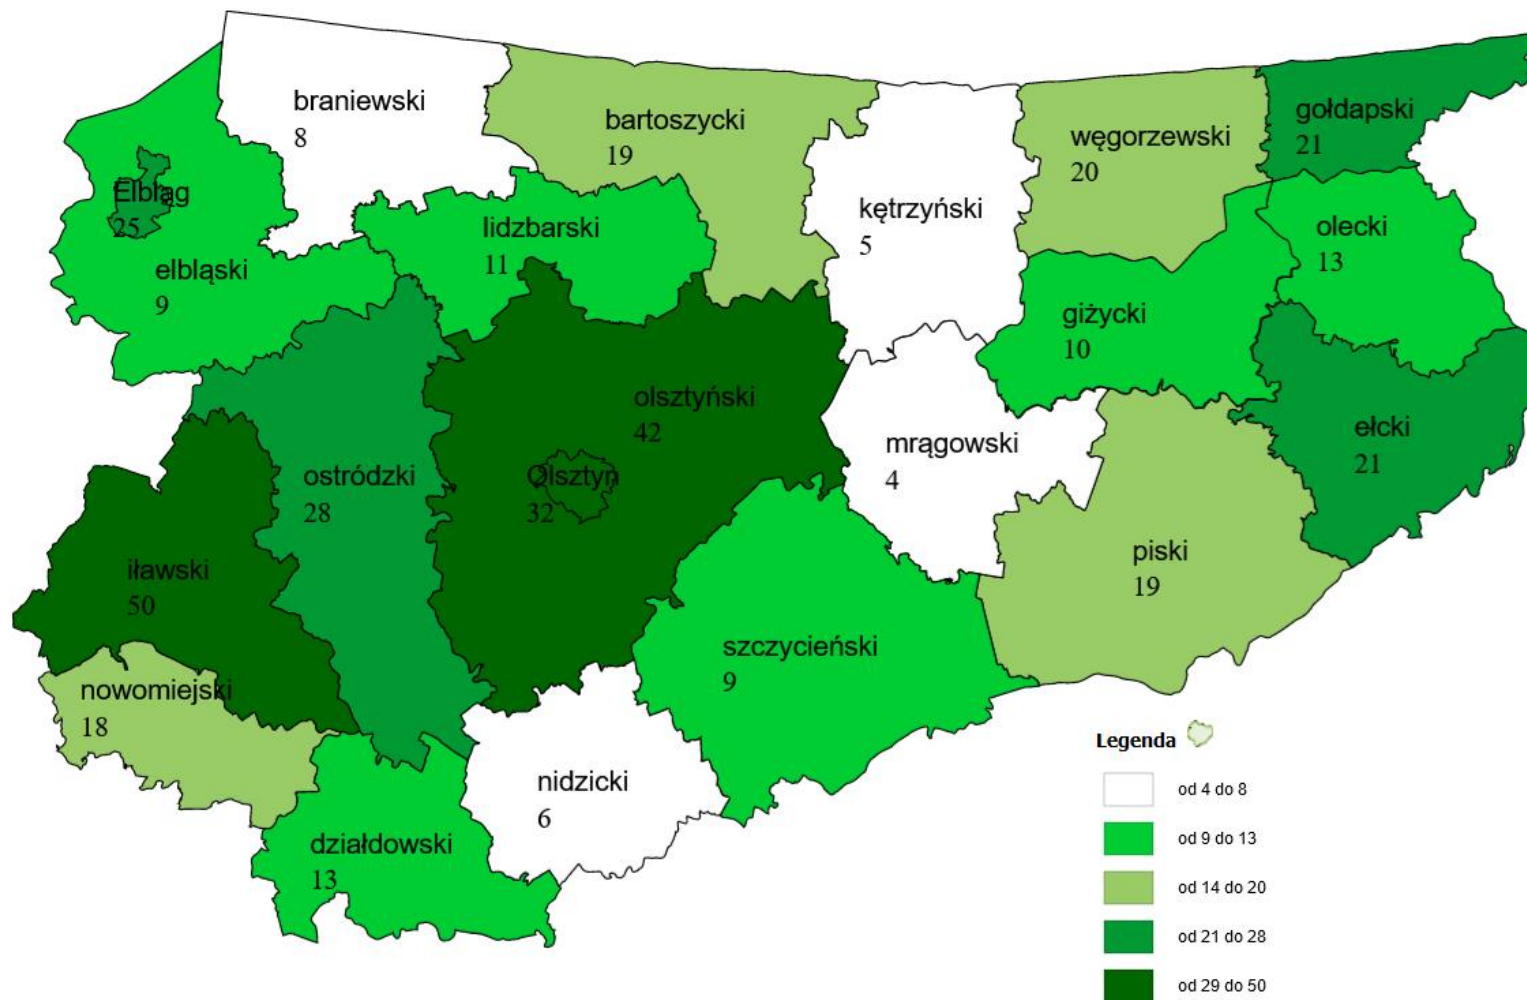 braniewski
8
bartoszycki
19
węgorzewski
20
gołdapski
21
Elbląg
25
elbląski
9
lidzbarski
11
kętrzyński
5
olecki
13
giżycki
10
olsztyński
42
mrągowski
4
ełcki
21
ostródzki
28
Olsztyn
32
iławski
50
piski
19
szczycieński
9
nowomiejski
18
nidzicki
6
działdowski
13
Legenda
od 4 do 8
od 9 do 13
od 14 do 20
od 21 do 28
od 29 do 50